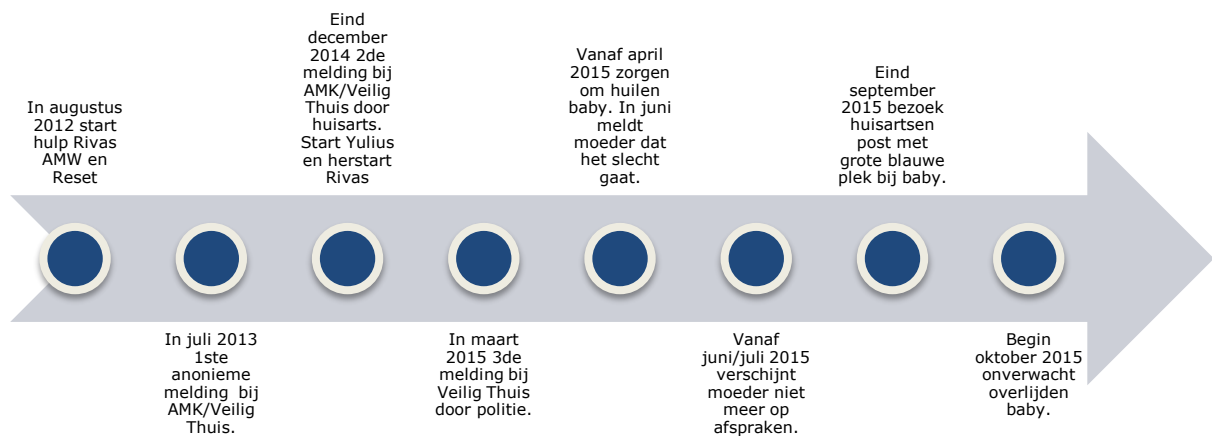 In augustus
2012 start
hulp Rivas
AMW en
Reset
In juli 2013
1ste
anonieme
melding bij
AMK/Veilig
Thuis.
Eind
december
2014 2de
melding bij
AMK/Veilig
Thuis door
huisarts.
Start Yulius
en herstart
Rivas
In maart
2015 3de
melding bij
Veilig Thuis
door politie.
Vanaf april
2015 zorgen
om huilen
baby. In juni
meldt
moeder dat
het slecht
gaat.
Vanaf
juni/juli 2015
verschijnt
moeder niet
meer op
afspraken.
Eind
september
2015 bezoek
huisartsen
post met
grote blauwe
plek bij baby.
Begin
oktober 2015
onverwacht
overlijden
baby.